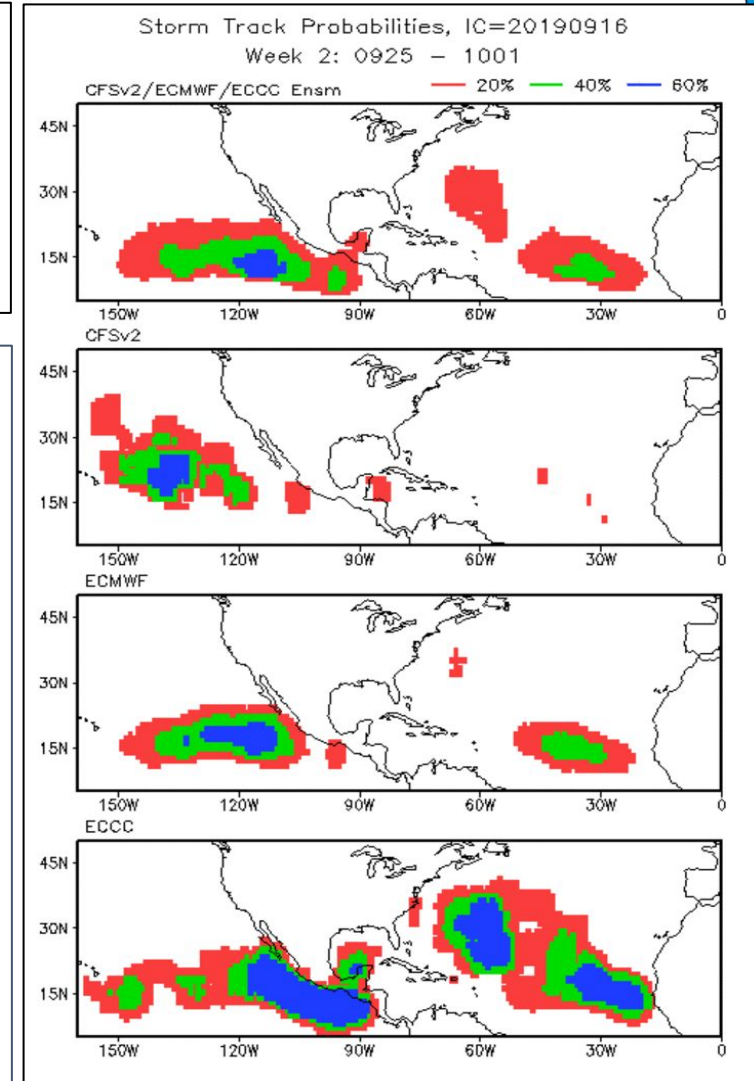 Storm Track Probabilities, IC=20190916
Week 2: 0925 – 1001
CFSv2/ECMWF/ECCC Ensm 20% 40% 60%
45N
30N
15N
150W 120W 90W 60W 30W 0
CFSv2
45N
30N
15N
150W 120W 90W 60W 30W 0
ECMWF
45N
30N
15N
150W 120W 90W 60W 30W 0
ECCC
45N
30N
15N
150W 120W 90W 60W 30W 0